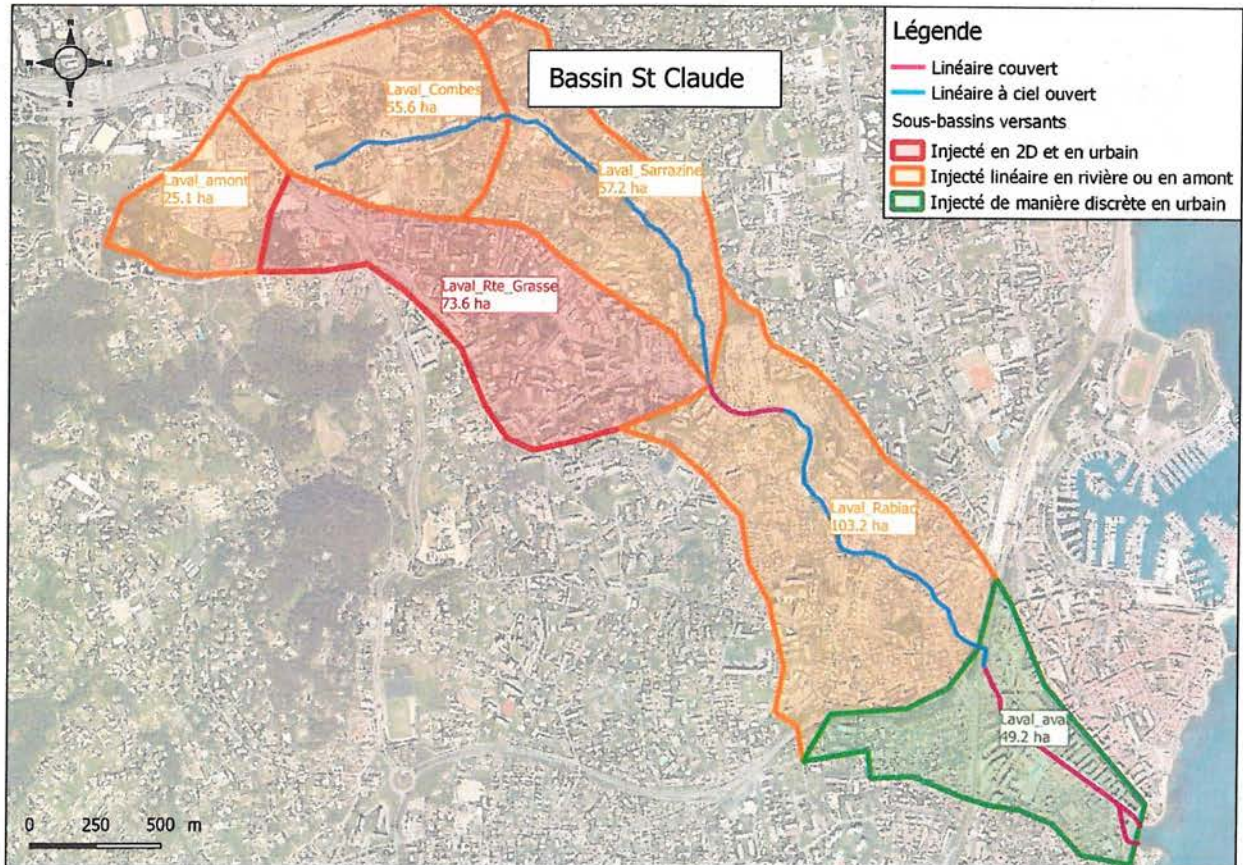 Bassin St Claude
Légende
Linéaire couvert
Linéaire à ciel ouvert
Sous-bassins versants
Injecté en 2D et en urbain
Injecté linéaire en rivière ou en amont
Injecté de manière discrète en urbain
Laval_Combes
55.6 ha
Laval_amont
25.1 ha
Laval_Sarrazine
57.2 ha
Laval_Rte_Grasse
73.6 ha
Laval_Rabiac
103.2 ha
Laval_aval
49.2 ha
0 250 500 m